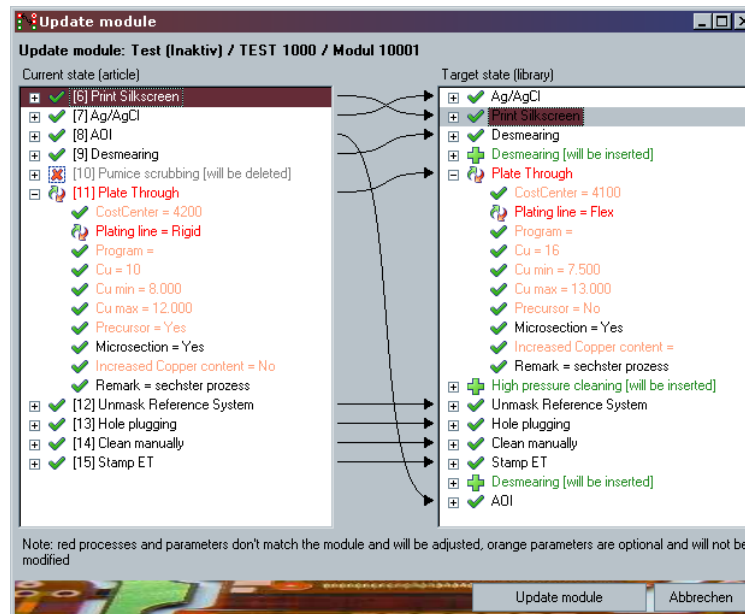 Update module
Update module: Test (Inaktiv) / TEST 1000 / Modul 10001
Current state (article)
[6] Print Silkscreen
[7] Ag/AgCl
[8] AOI
[9] Desmearing
[10] Pumice scrubbing [will be deleted]
[11] Plate Through
CostCenter = 4200
Plating line = Rigid
Program =
Cu = 10
Cu min = 8.000
Cu max = 12.000
Precursor = Yes
Microsection = Yes
Increased Copper content = No
Remark = sechster prozess
[12] Unmask Reference System
[13] Hole plugging
[14] Clean manually
[15] Stamp ET
Target state (library)
Ag/AgCl
Print Silkscreen
Desmearing
Desmearing [will be inserted]
Plate Through
CostCenter = 4100
Plating line = Flex
Program =
Cu = 16
Cu min = 7.500
Cu max = 13.000
Precursor = No
Microsection = Yes
Increased Copper content =
Remark = sechster prozess
High pressure cleaning [will be inserted]
Unmask Reference System
Hole plugging
Clean manually
Stamp ET
Desmearing [will be inserted]
AOI
Note: red processes and parameters don't match the module and will be adjusted, orange parameters are optional and will not be
modified
Update module
Abbrechen